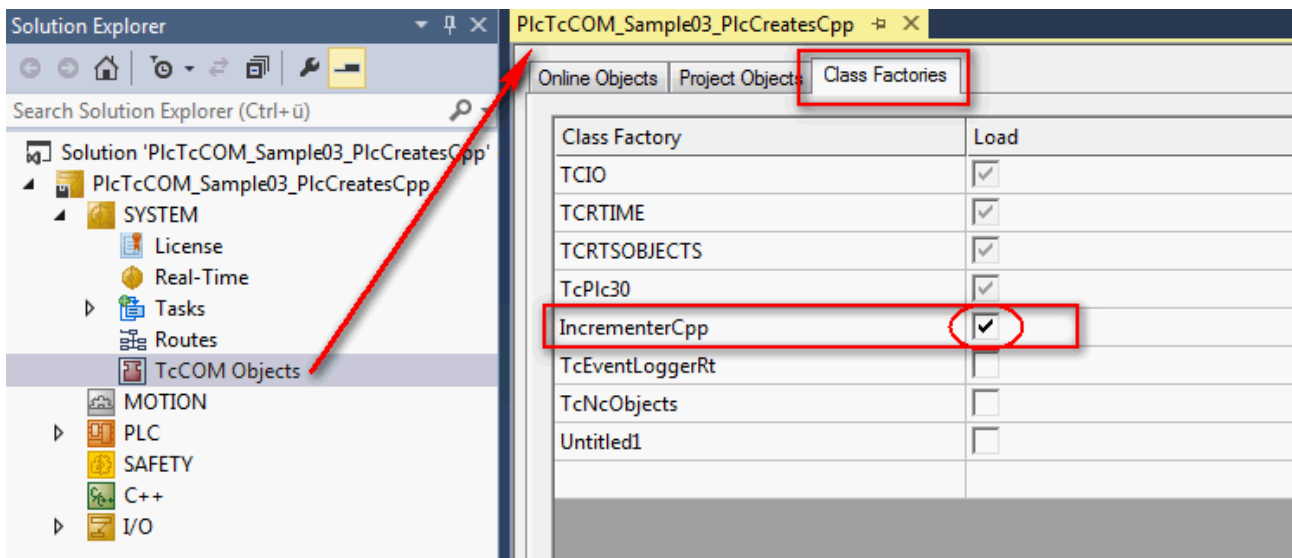 Solution Explorer
Search Solution Explorer (Ctrl+ü)
Solution 'PlcTcCOM_Sample03_PlcCreatesCpp'
PlcTcCOM_Sample03_PlcCreatesCpp
SYSTEM
License
Real-Time
Tasks
Routes
TcCOM Objects
MOTION
PLC
SAFETY
C++
I/O
PlcTcCOM_Sample03_PlcCreatesCpp
Online Objects Project Objects Class Factories
Class Factory Load
TCIO
TCRTIME
TCRTSOBJECTS
TcPlc30
IncrementerCpp
TcEventLoggerRt
TcNcObjects
Untitled1